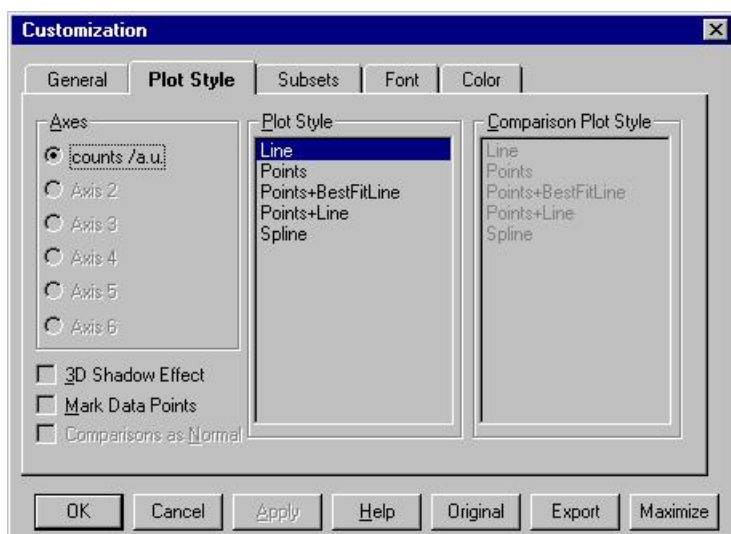 Customization
General Plot Style Subsets Font Color
Axes
counts /a.u.
Axis 2
Axis 3
Axis 4
Axis 5
Axis 6
3D Shadow Effect
Mark Data Points
Comparisons as Normal
Plot Style
Line
Points
Points+BestFitLine
Points+Line
Spline
Comparison Plot Style
Line
Points
Points+BestFitLine
Points+Line
Spline
OK Cancel Apply Help Original Export Maximize